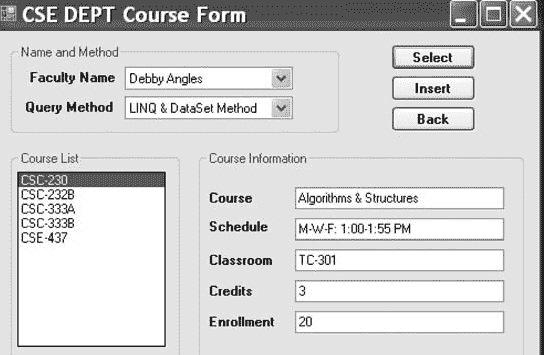 CSE DEPT Course Form
Name and Method
Faculty Name Debby Angles
Query Method LINQ & DataSet Method
Select
Insert
Back
Course List
CSC-230
CSC-232B
CSC-333A
CSC-333B
CSE-437
Course Information
Course Algorithms & Structures
Schedule M-W-F: 1:00-1:55 PM
Classroom TC-301
Credits 3
Enrollment 20